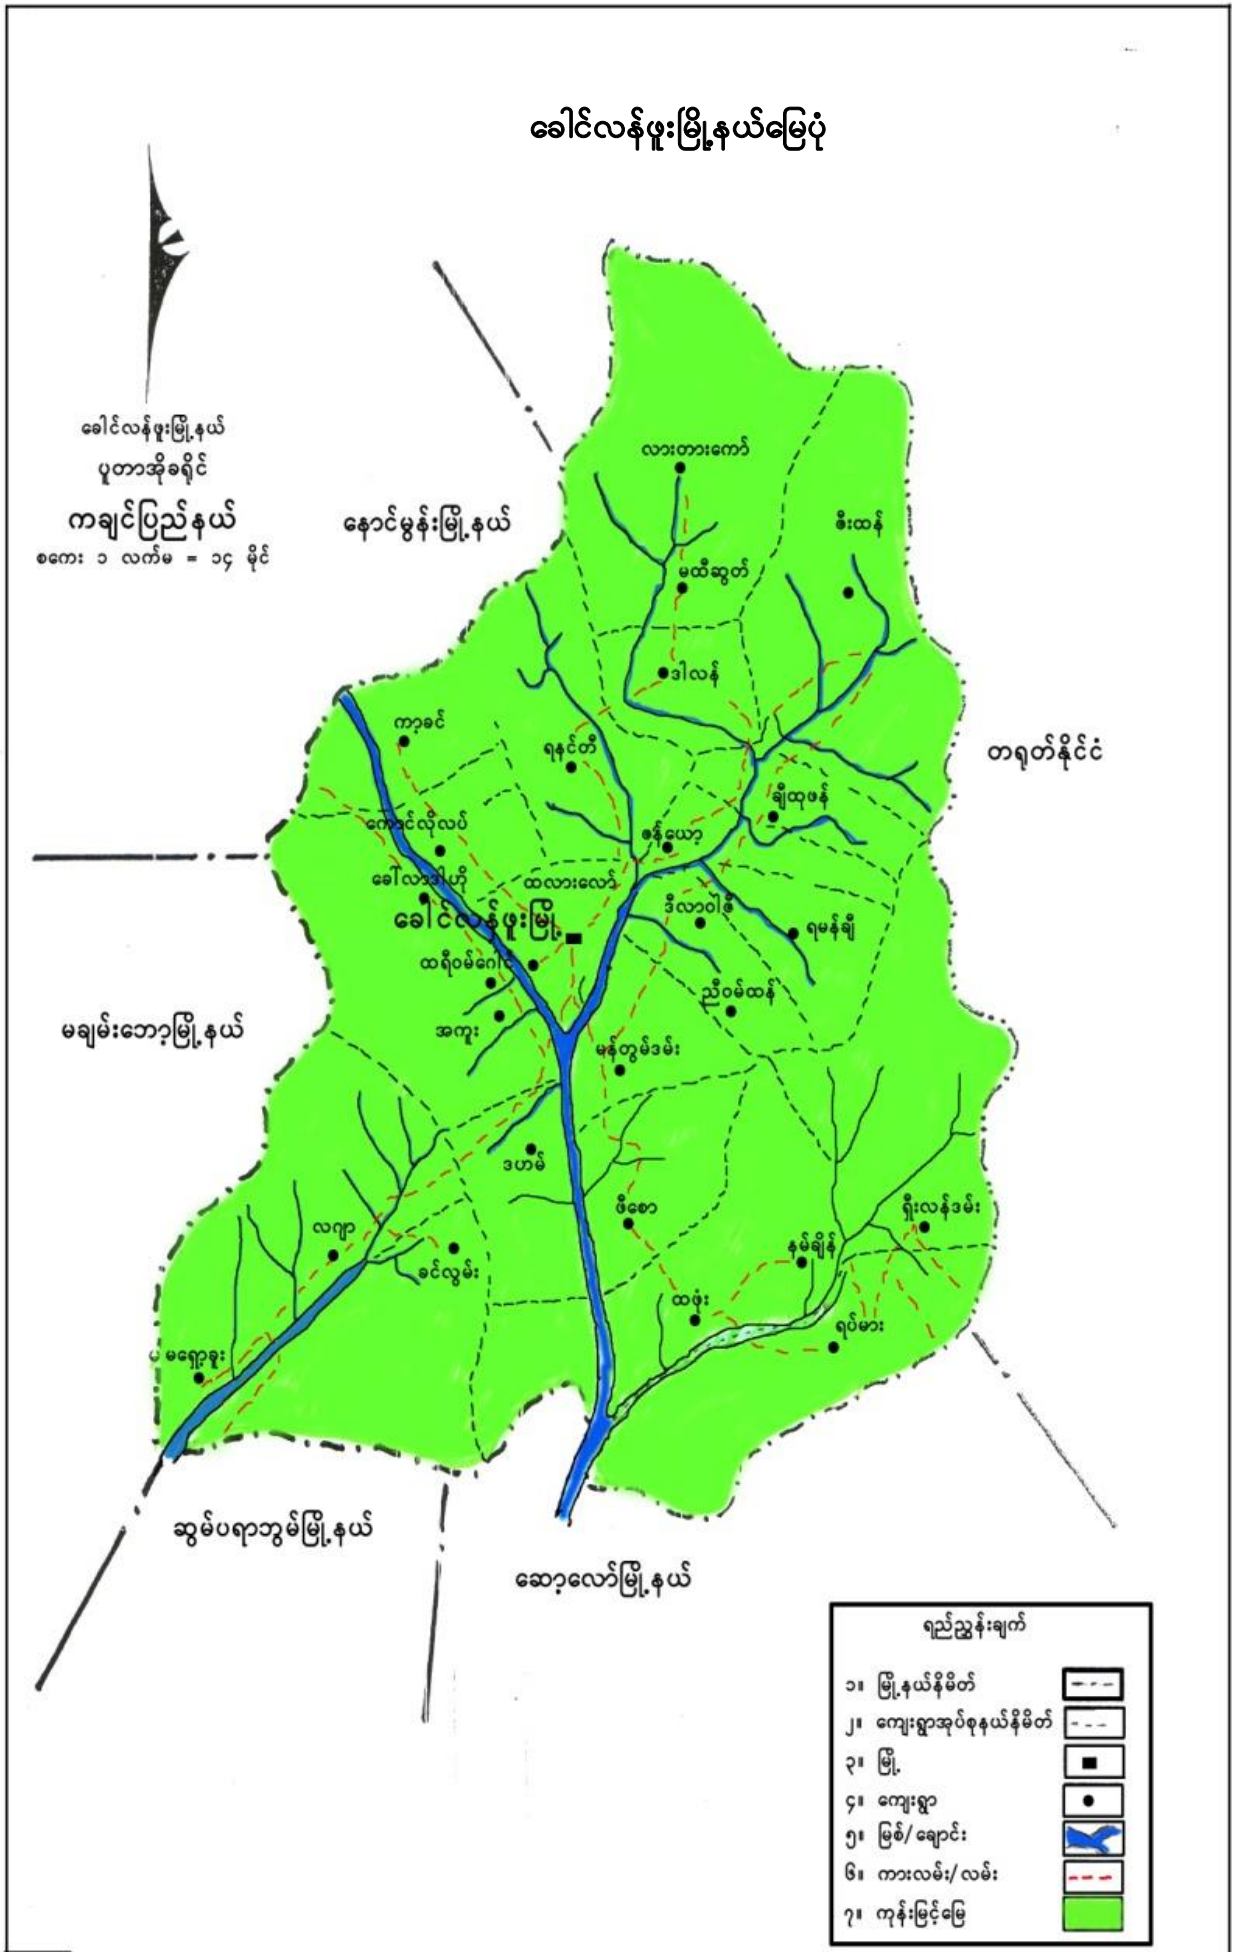 ခေါင်လန်ဖူးမြို့နယ်မြေပုံ
ခေါင်လန်ဖူးမြို့နယ်
ပူတာအိုခရိုင်
ကချင်ပြည်နယ်
စကေး ၁ လက်မ = ၁၄ မိုင်
နောင်မွန်းမြို့နယ်
လားတားကော်
ဇီးထန်
မထီဆွတ်
ဒါလန်
ကာ့ခင်
ရနင်တီ
တရုတ်နိုင်ငံ
ချီထုဖန်
ကောင်လိုလပ်
ဇန်ယော့
ခေါ်လာဒါဟို
ထလားလော်
ခေါင်လန်ဖူးမြို့
ဒီလာဝါဇီ
ရမန်ချီ
ထရီဝမ်ဂေါင်
ညီဝမ်ထန်
မချမ်းဘော့မြို့နယ်
အကူး
မန်တွမ်ဒမ်း
ဒဟမ်
ဖီစော
ရှီးလန်ဒမ်း
လဂျာ
နမ်ချိန်
ခင်လွမ်း
ထဖုံး
ရပ်မား
မရှော့ခူး
ဆွမ်ပရာဘွမ်မြို့နယ်
ဆော့လော်မြို့နယ်
ရည်ညွှန်းချက်
၁။ မြို့နယ်နိမိတ်
၂။ ကျေးရွာအုပ်စုနယ်နိမိတ်
၃။ မြို့
၄။ ကျေးရွာ
၅။ မြစ်/ချောင်း
၆။ ကားလမ်း/လမ်း
၇။ ကုန်းမြင့်မြေ